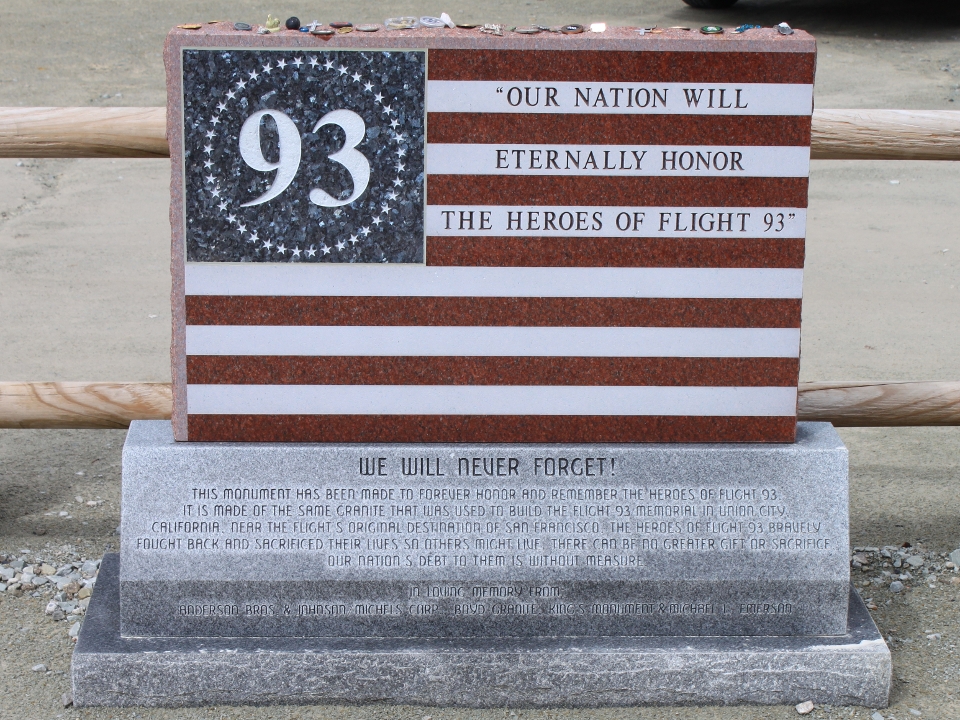 93
“OUR NATION WILL
ETERNALLY HONOR
THE HEROES OF FLIGHT 93”
WE WILL NEVER FORGET!
THIS MONUMENT HAS BEEN MADE TO FOREVER HONOR AND REMEMBER THE HEROES OF FLIGHT 93.
IT IS MADE OF THE SAME GRANITE THAT WAS USED TO BUILD THE FLIGHT 93 MEMORIAL IN UNION CITY,
CALIFORNIA, NEAR THE FLIGHT'S ORIGINAL DESTINATION OF SAN FRANCISCO. THE HEROES OF FLIGHT 93 BRAVELY
FOUGHT BACK AND SACRIFICED THEIR LIVES SO OTHERS MIGHT LIVE. THERE CAN BE NO GREATER GIFT OR SACRIFICE.
OUR NATION'S DEBT TO THEM IS WITHOUT MEASURE.
IN LOVING MEMORY FROM
ANDERSON BROS. & JOHNSON, MICHELS CORP., BOYD GRANITE, KING'S MONUMENT & MICHAEL L. EMERSON